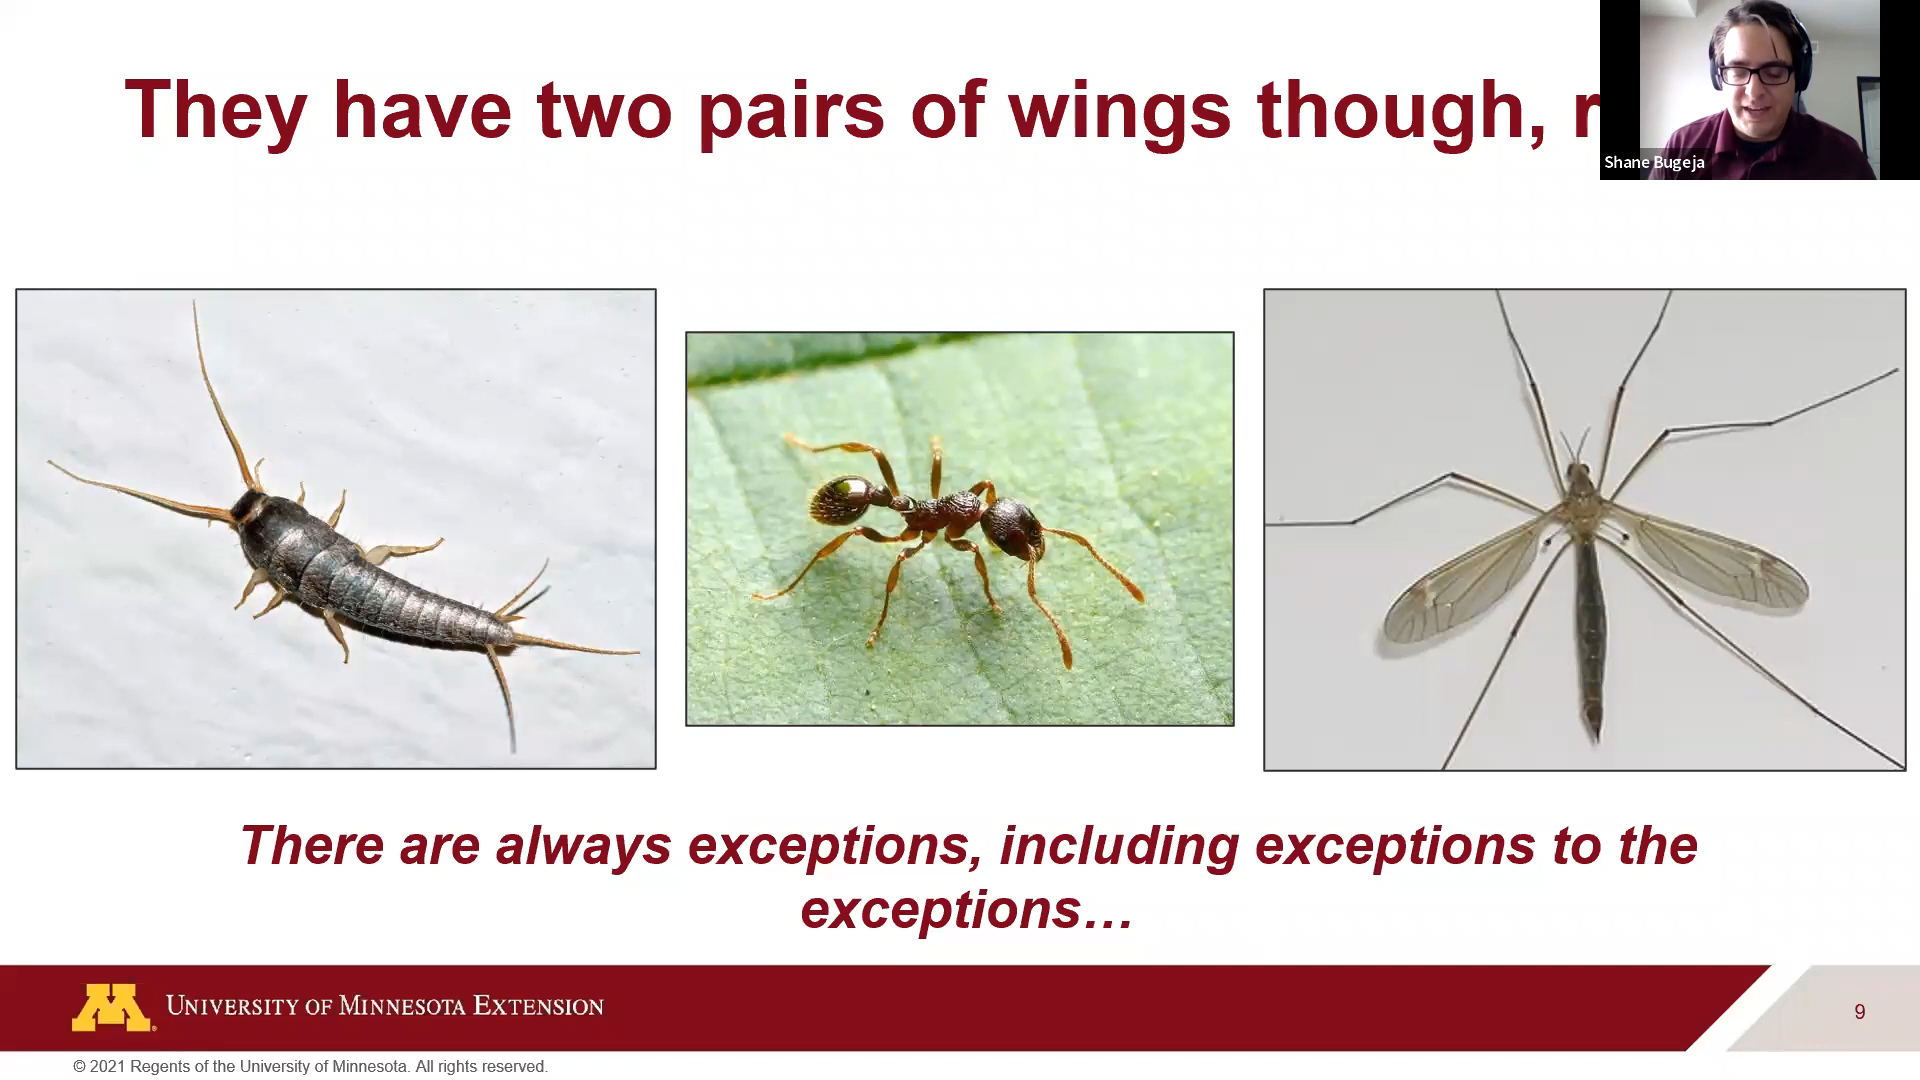 They have two pairs of wings though, r
Shane Bugeja
There are always exceptions, including exceptions to the
exceptions…
UNIVERSITY OF MINNESOTA EXTENSION
9
© 2021 Regents of the University of Minnesota. All rights reserved.